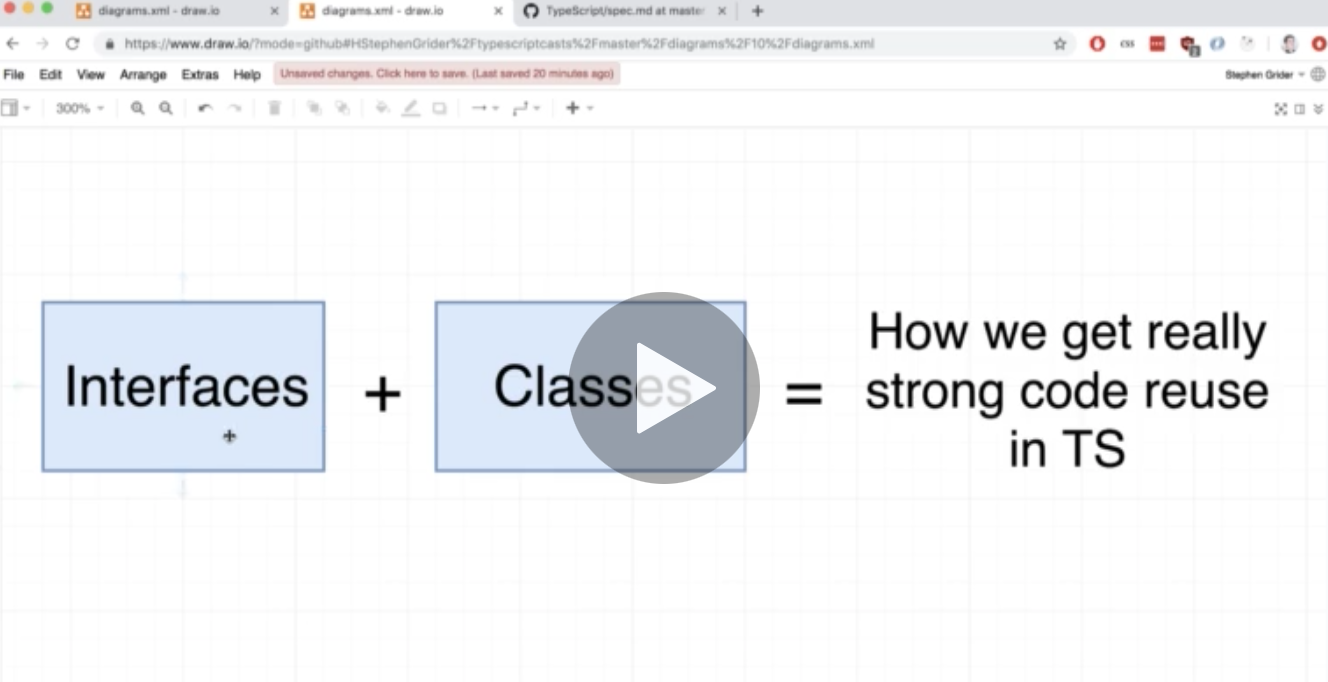 diagrams.xml - draw.io
diagrams.xml - draw.io
TypeScript/spec.md at master
https://www.draw.io/?mode=github#HStephenGrider%2Ftypescriptcasts%2Fmaster%2Fdiagrams%2F10%2Fdiagrams.xml
css
File Edit View Arrange Extras Help Unsaved changes. Click here to save. (Last saved 20 minutes ago) Stephen Grider
300%
Interfaces + Classes =
How we get really
strong code reuse
in TS